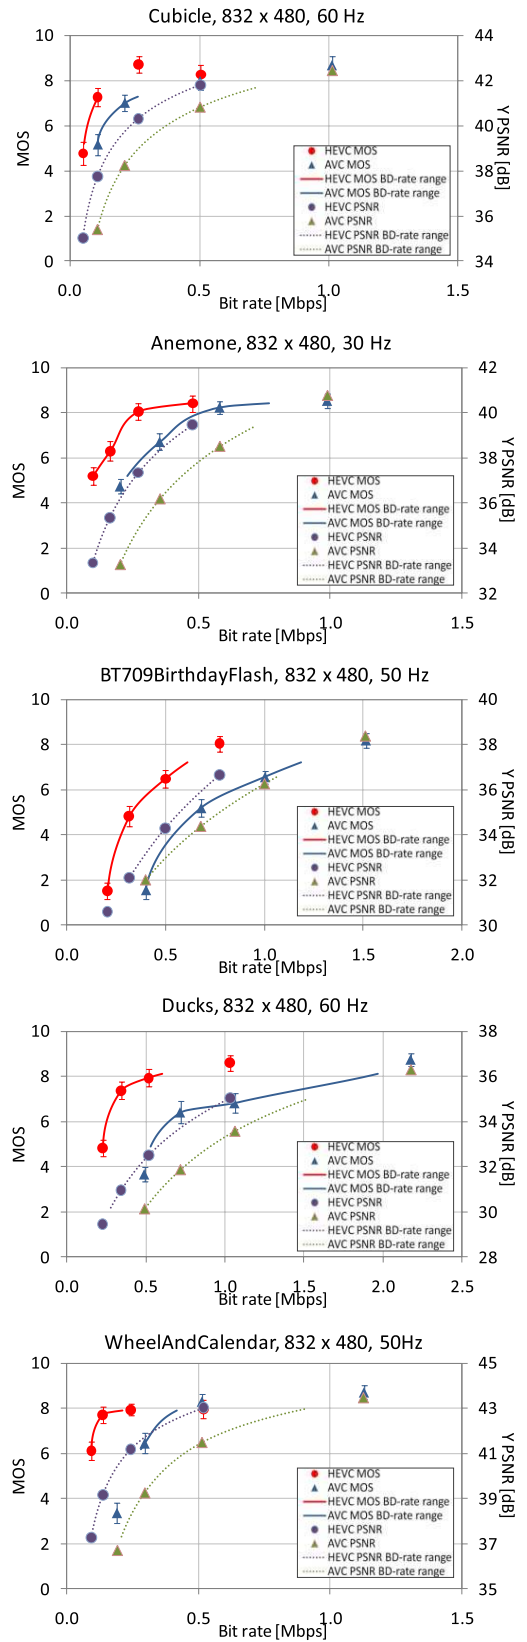 Cubicle, 832 x 480, 60 Hz
10 44
8 42
6 40
4 38
2 36
0 34
MOS
Y PSNR [dB]
HEVC MOS
AVC MOS
HEVC MOS BD-rate range
AVC MOS BD-rate range
HEVC PSNR
AVC PSNR
HEVC PSNR BD-rate range
AVC PSNR BD-rate range
0.0 0.5 1.0 1.5
Bit rate [Mbps]
Anemone, 832 x 480, 30 Hz
10 42
8 40
6 38
4 36
2 34
0 32
MOS
Y PSNR [dB]
HEVC MOS
AVC MOS
HEVC MOS BD-rate range
AVC MOS BD-rate range
HEVC PSNR
AVC PSNR
HEVC PSNR BD-rate range
AVC PSNR BD-rate range
0.0 0.5 1.0 1.5
Bit rate [Mbps]
BT709BirthdayFlash, 832 x 480, 50 Hz
10 40
8 38
6 36
4 34
2 32
0 30
MOS
Y PSNR [dB]
HEVC MOS
AVC MOS
HEVC MOS BD-rate range
AVC MOS BD-rate range
HEVC PSNR
AVC PSNR
HEVC PSNR BD-rate range
AVC PSNR BD-rate range
0.0 0.5 1.0 1.5 2.0
Bit rate [Mbps]
Ducks, 832 x 480, 60 Hz
10 38
8 36
6 34
4 32
2 30
0 28
MOS
Y PSNR [dB]
HEVC MOS
AVC MOS
HEVC MOS BD-rate range
AVC MOS BD-rate range
HEVC PSNR
AVC PSNR
HEVC PSNR BD-rate range
AVC PSNR BD-rate range
0.0 0.5 1.0 1.5 2.0 2.5
Bit rate [Mbps]
WheelAndCalendar, 832 x 480, 50Hz
10 45
8 43
6 41
4 39
2 37
0 35
MOS
Y PSNR [dB]
HEVC MOS
AVC MOS
HEVC MOS BD-rate range
AVC MOS BD-rate range
HEVC PSNR
AVC PSNR
HEVC PSNR BD-rate range
AVC PSNR BD-rate range
0.0 0.5 1.0 1.5
Bit rate [Mbps]